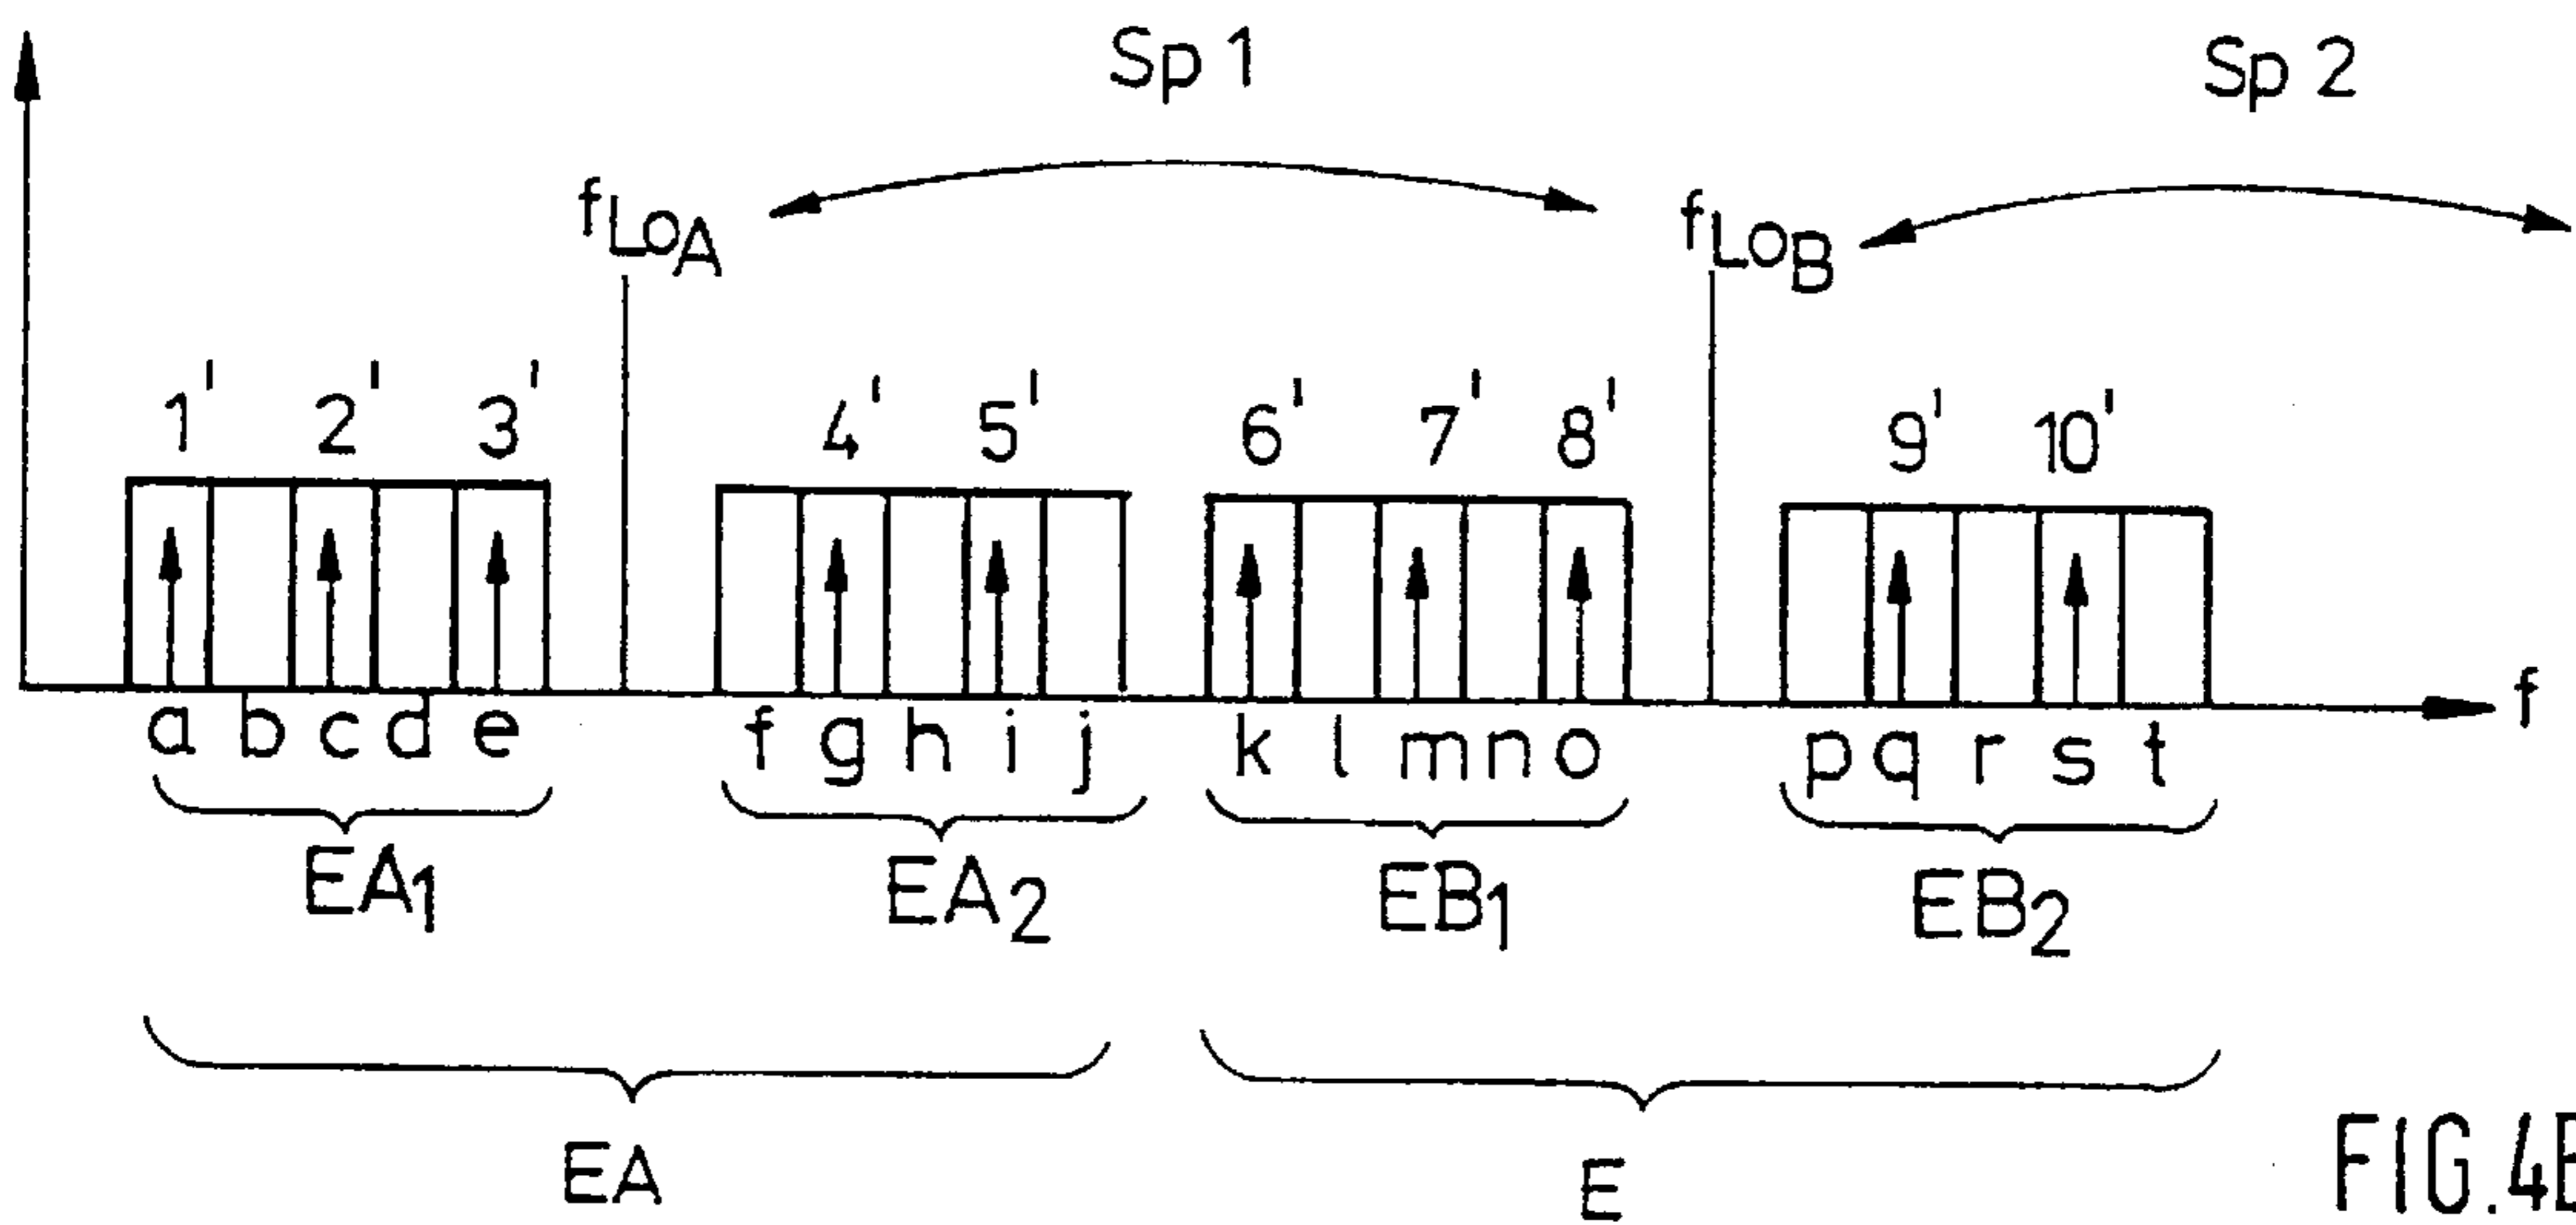 Sp 1 Sp 2
fLOA fLOB
1' 2' 3' 4' 5' 6' 7' 8' 9' 10'
f
a b c d e f g h i j k l m n o p q r s t
EA1 EA2 EB1 EB2
EA E
FIG.4B